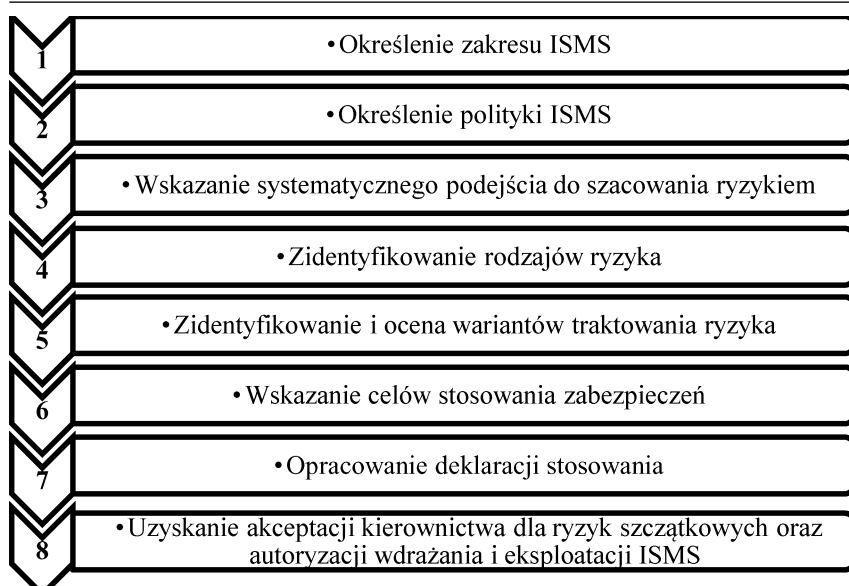 1 • Określenie zakresu ISMS
2 • Określenie polityki ISMS
3 • Wskazanie systematycznego podejścia do szacowania ryzykiem
4 • Zidentyfikowanie rodzajów ryzyka
5 • Zidentyfikowanie i ocena wariantów traktowania ryzyka
6 • Wskazanie celów stosowania zabezpieczeń
7 • Opracowanie deklaracji stosowania
8 • Uzyskanie akceptacji kierownictwa dla ryzyk szczątkowych oraz
autoryzacji wdrażania i eksploatacji ISMS